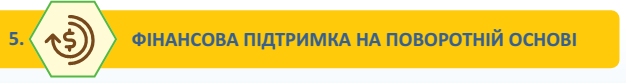 5. $ ФІНАНСОВА ПІДТРИМКА НА ПОВОРОТНІЙ ОСНОВІ